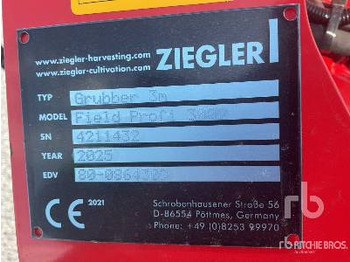 www.ziegler-harvesting.com
www.ziegler-cultivation.com
ZIEGLER
TYP Grubber 3m
MODEL Field Profi
SN 4211432
YEAR 2025
EDV
CE 2021
Schrobenhausener Straße 56
D-86554 Pöttmes, Germany
Phone: +49 (0)8253 99970
rb
ritchie bros.